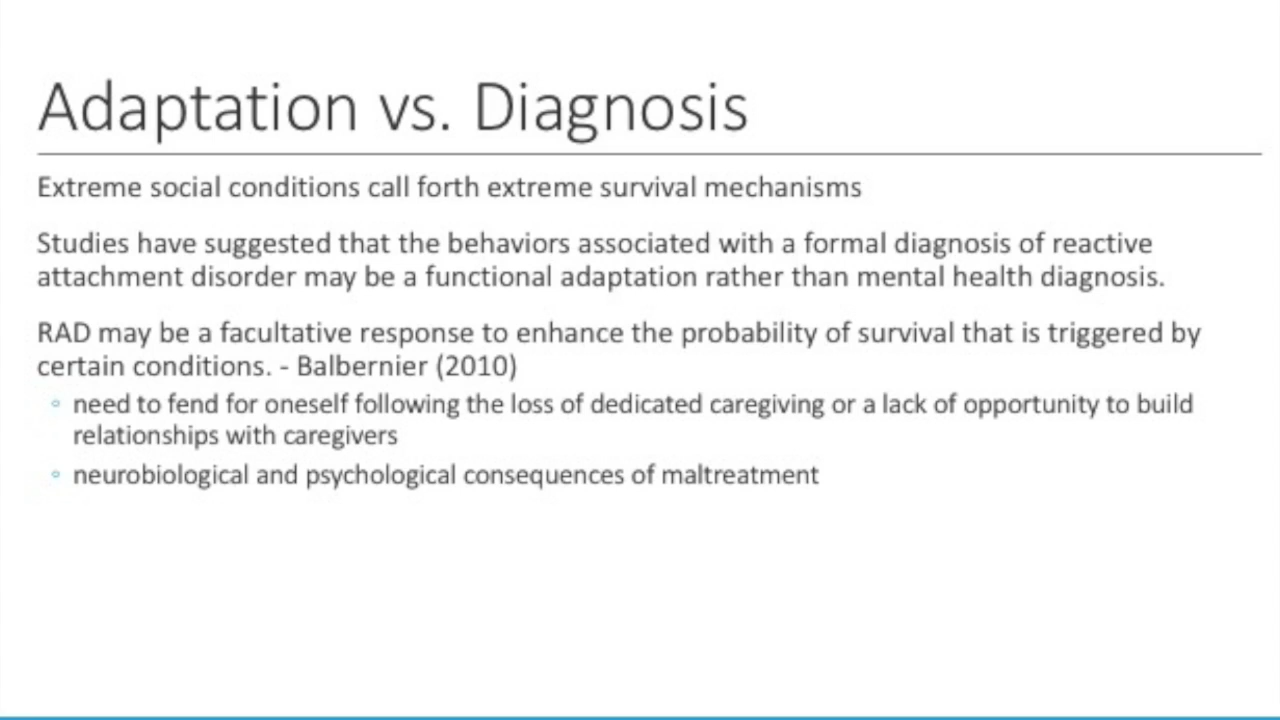 Adaptation vs. Diagnosis
Extreme social conditions call forth extreme survival mechanisms
Studies have suggested that the behaviors associated with a formal diagnosis of reactive
attachment disorder may be a functional adaptation rather than mental health diagnosis.
RAD may be a facultative response to enhance the probability of survival that is triggered by
certain conditions. - Balbernier (2010)
◦ need to fend for oneself following the loss of dedicated caregiving or a lack of opportunity to build
relationships with caregivers
◦ neurobiological and psychological consequences of maltreatment